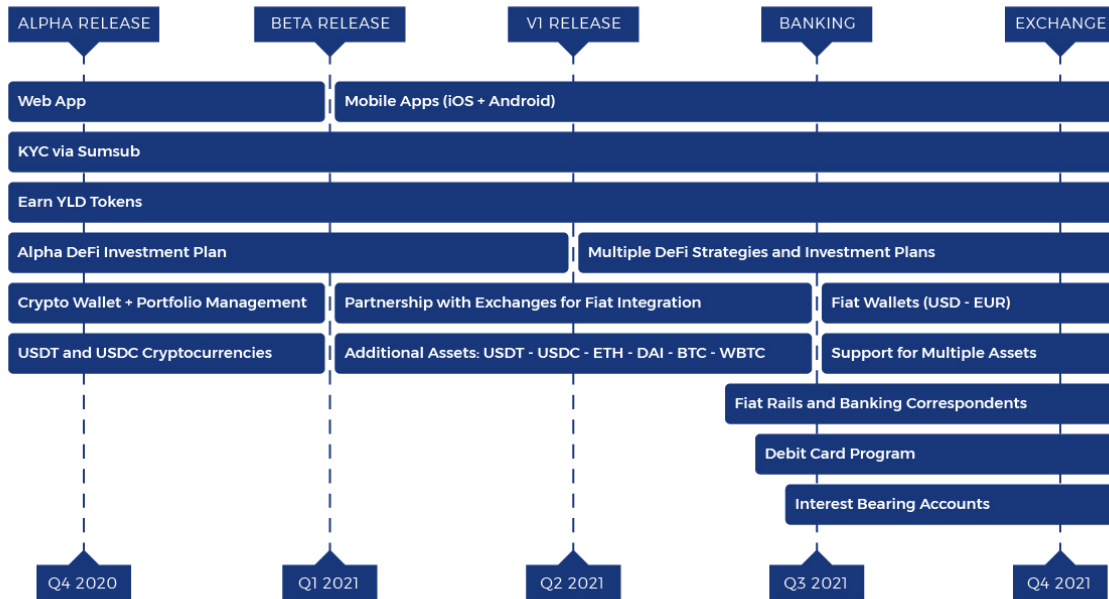 ALPHA RELEASE
BETA RELEASE
V1 RELEASE
BANKING
EXCHANGE
Web App
Mobile Apps (iOS + Android)
KYC via Sumsub
Earn YLD Tokens
Alpha DeFi Investment Plan
Multiple DeFi Strategies and Investment Plans
Crypto Wallet + Portfolio Management
Partnership with Exchanges for Fiat Integration
Fiat Wallets (USD - EUR)
USDT and USDC Cryptocurrencies
Additional Assets: USDT - USDC - ETH - DAI - BTC - WBTC
Support for Multiple Assets
Fiat Rails and Banking Correspondents
Debit Card Program
Interest Bearing Accounts
Q4 2020
Q1 2021
Q2 2021
Q3 2021
Q4 2021